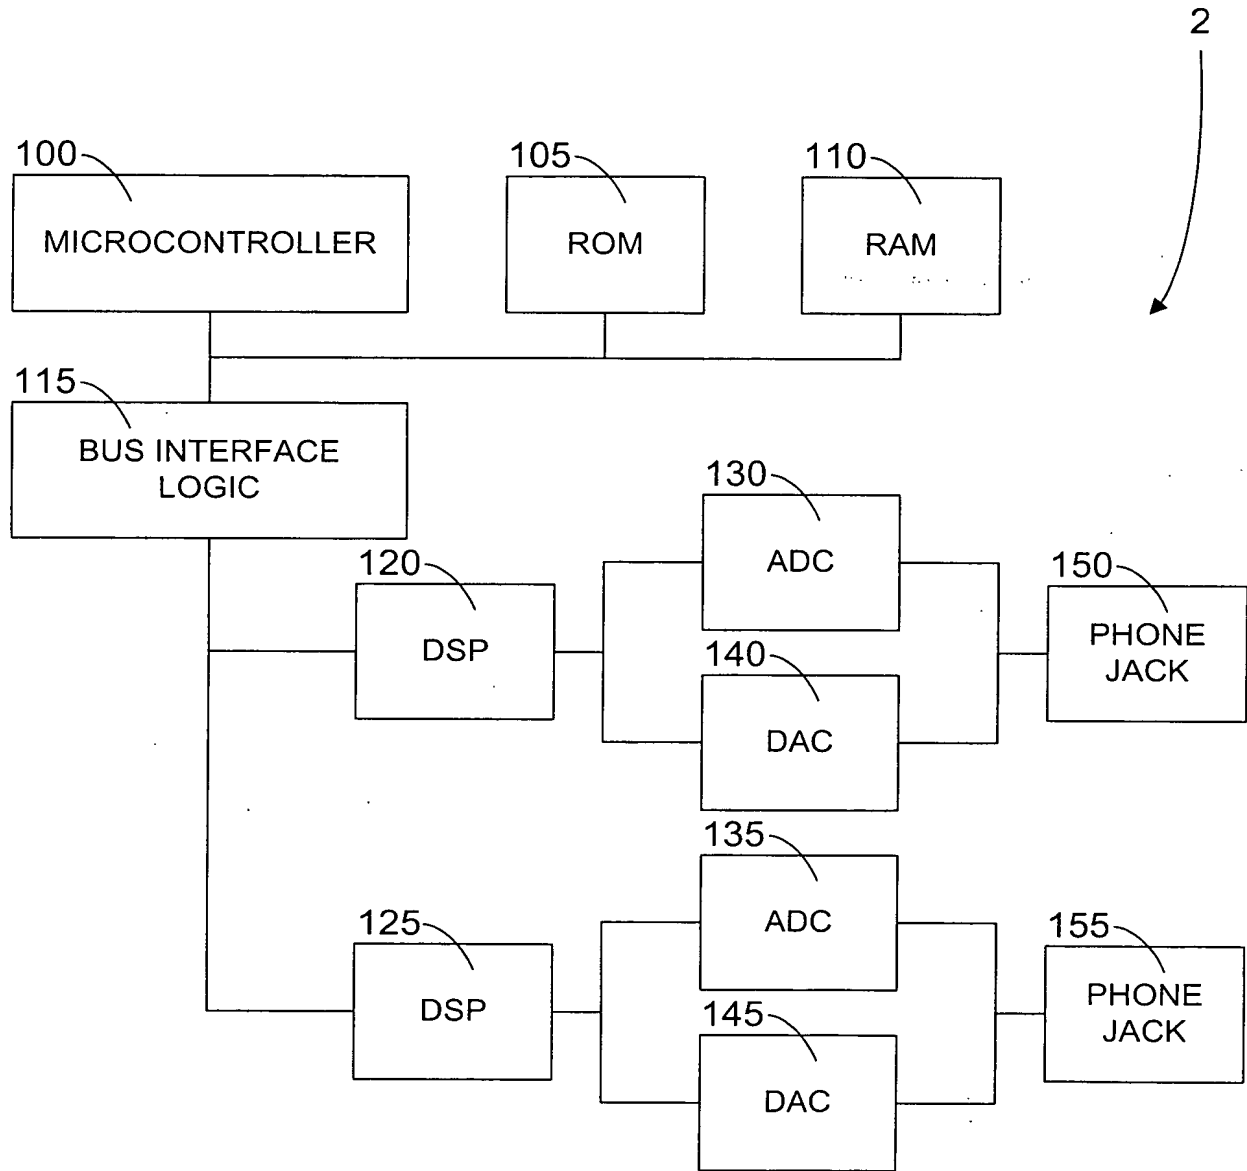 2
100
105
110
MICROCONTROLLER
ROM
RAM
115
BUS INTERFACE
LOGIC
130
ADC
120
150
DSP
PHONE
JACK
140
DAC
135
ADC
125
155
DSP
PHONE
JACK
145
DAC